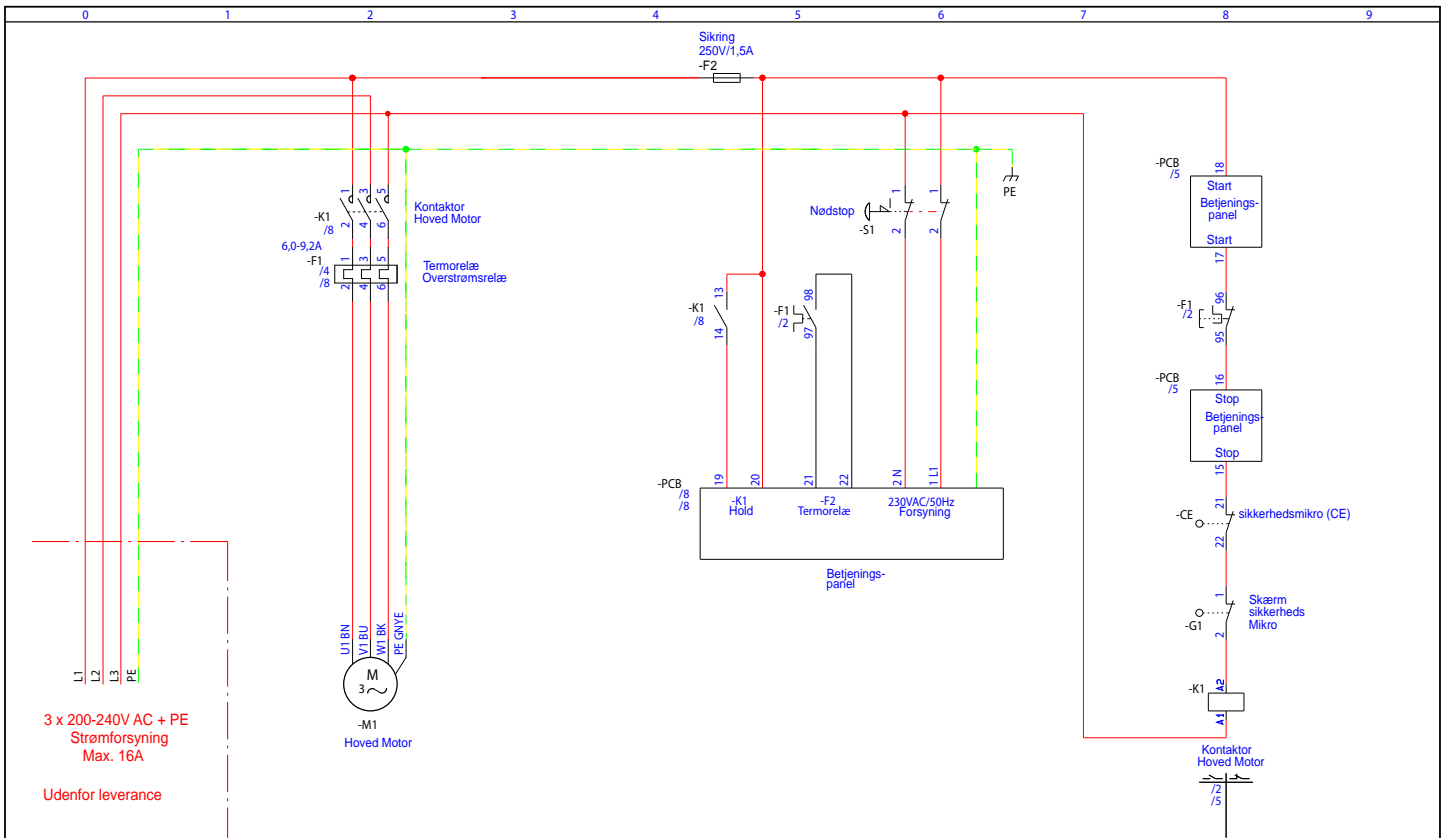 0 1 2 3 4 5 6 7 8 9
Sikring
250V/1,5A
-F2
-PCB
/5
18
Start
Betjenings-
panel
Start
17
PE
1 3 5
-K1
/8
2 4 6
Kontaktor
Hoved Motor
6,0-9,2A
-F1
/4
/8
1 3 5
2 4 6
Termorelæ
Overstrømsrelæ
Nødstop
-S1
1 1
2 2
-K1
/8
13
14
-F1
/2
98
97
-F1
/2
96
95
-PCB
/5
16
Stop
Betjenings-
panel
Stop
15
-PCB
/8
/8
19 20 21 22 2 N 1 L1
-K1
Hold
-F2
Termorelæ
230VAC/50Hz
Forsyning
Betjenings-
panel
-CE
21
22
sikkerhedsmikro (CE)
-G1
1
2
Skærm
sikkerheds
Mikro
U1 BN
V1 BU
W1 BK
PE GNYE
M
3
-M1
Hoved Motor
L1
L2
L3
PE
3 x 200-240V AC + PE
Strømforsyning
Max. 16A
Udenfor leverance
-K1
A2
A1
Kontaktor
Hoved Motor
/2
/5